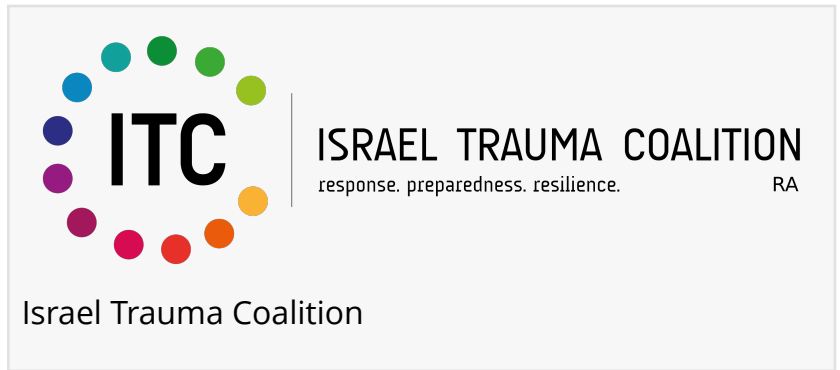 ITC
ISRAEL TRAUMA COALITION
response. preparedness. resilience. RA
Israel Trauma Coalition